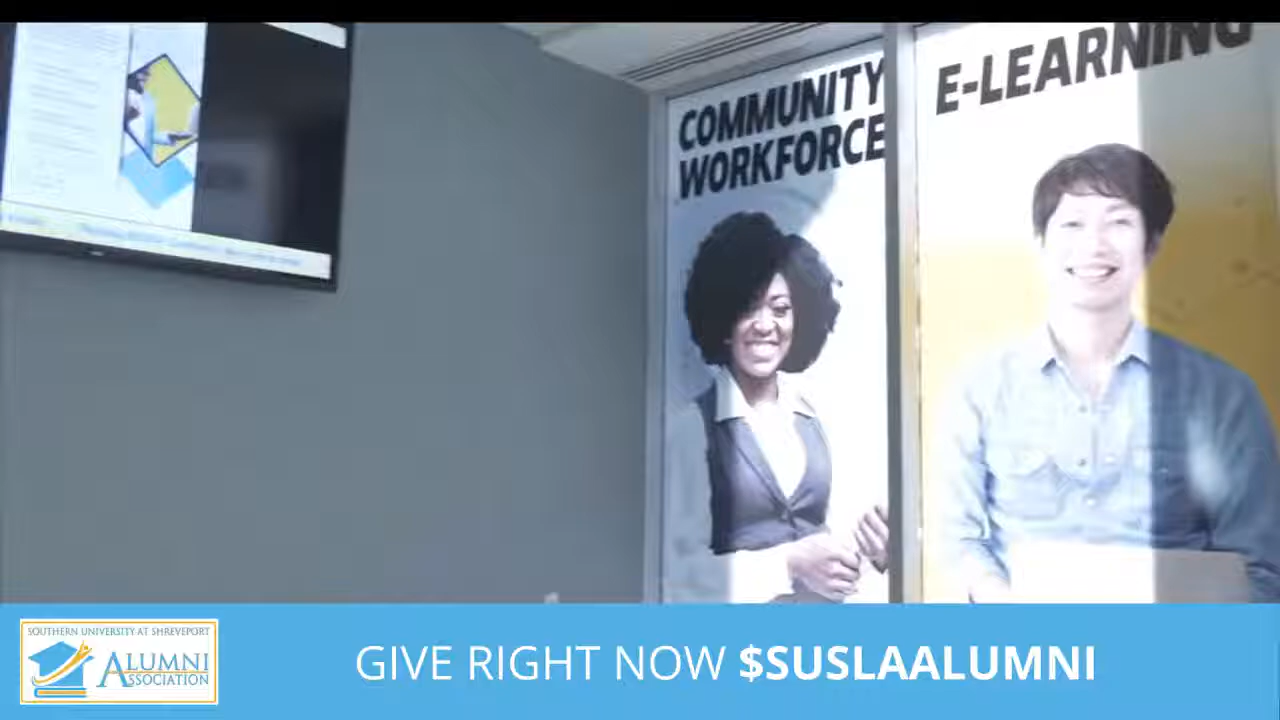 COMMUNITY
WORKFORCE
E-LEARNING
SOUTHERN UNIVERSITY AT SHREVEPORT
ALUMNI
ASSOCIATION
GIVE RIGHT NOW $SUSLAALUMNI